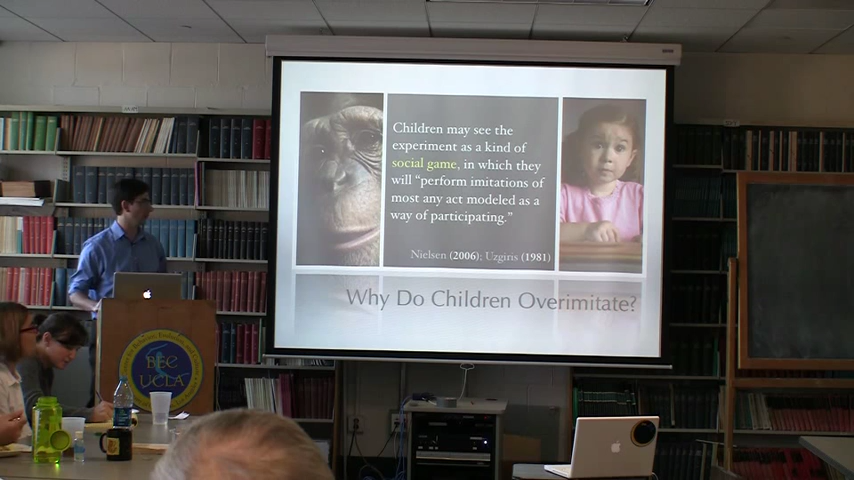 Children may see the
experiment as a kind of
social game, in which they
will “perform imitations of
most any act modeled as a
way of participating.”
Nielsen (2006); Uzgiris (1981)
Why Do Children Overimitate?
BEC
UCLA